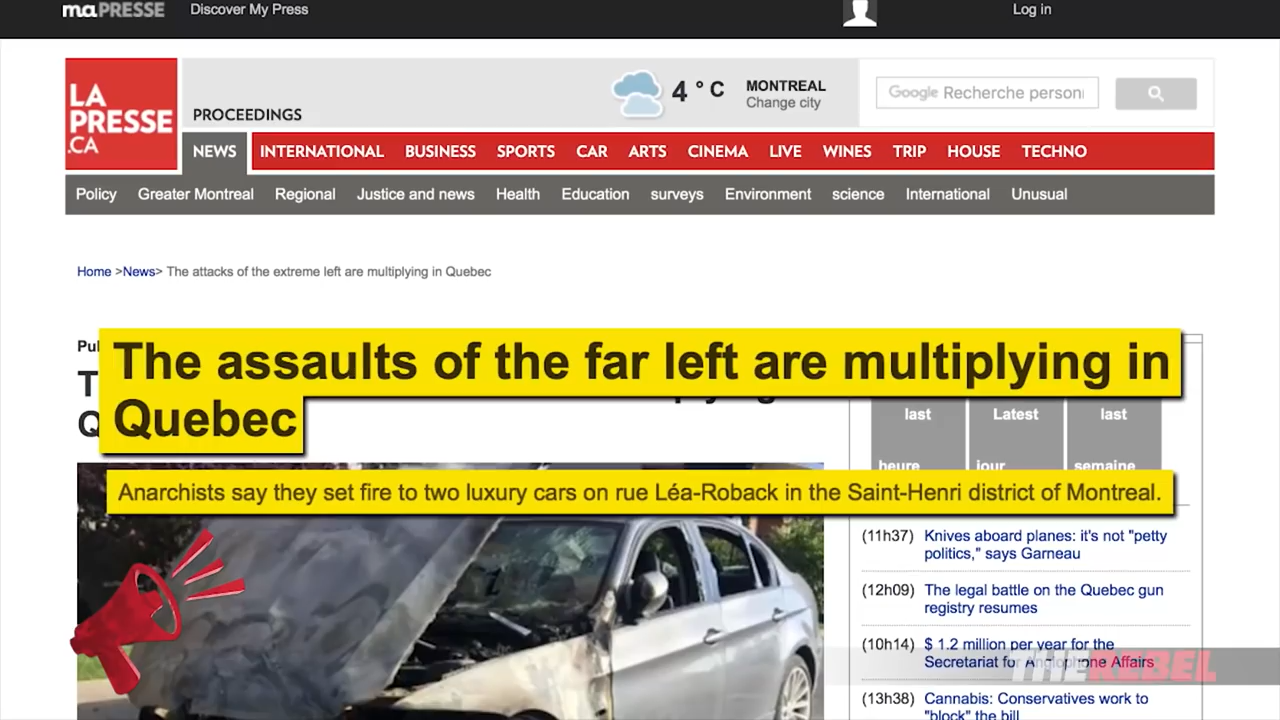 ma PRESSE
Discover My Press
Log in
LA
PRESSE
.CA
PROCEEDINGS
4 ° C
MONTREAL
Change city
Google Recherche person
NEWS INTERNATIONAL BUSINESS SPORTS CAR ARTS CINEMA LIVE WINES TRIP HOUSE TECHNO
Policy Greater Montreal Regional Justice and news Health Education surveys Environment science International Unusual
Home >News> The attacks of the extreme left are multiplying in Quebec
The assaults of the far left are multiplying in
Quebec
Anarchists say they set fire to two luxury cars on rue Léa-Roback in the Saint-Henri district of Montreal.
last Latest last
heure jour semaine
(11h37) Knives aboard planes: it's not "petty
politics," says Garneau
(12h09) The legal battle on the Quebec gun
registry resumes
(10h14) $ 1.2 million per year for the
Secretariat for Anglophone Affairs
(13h38) Cannabis: Conservatives work to
"block" the bill
THE REBEL